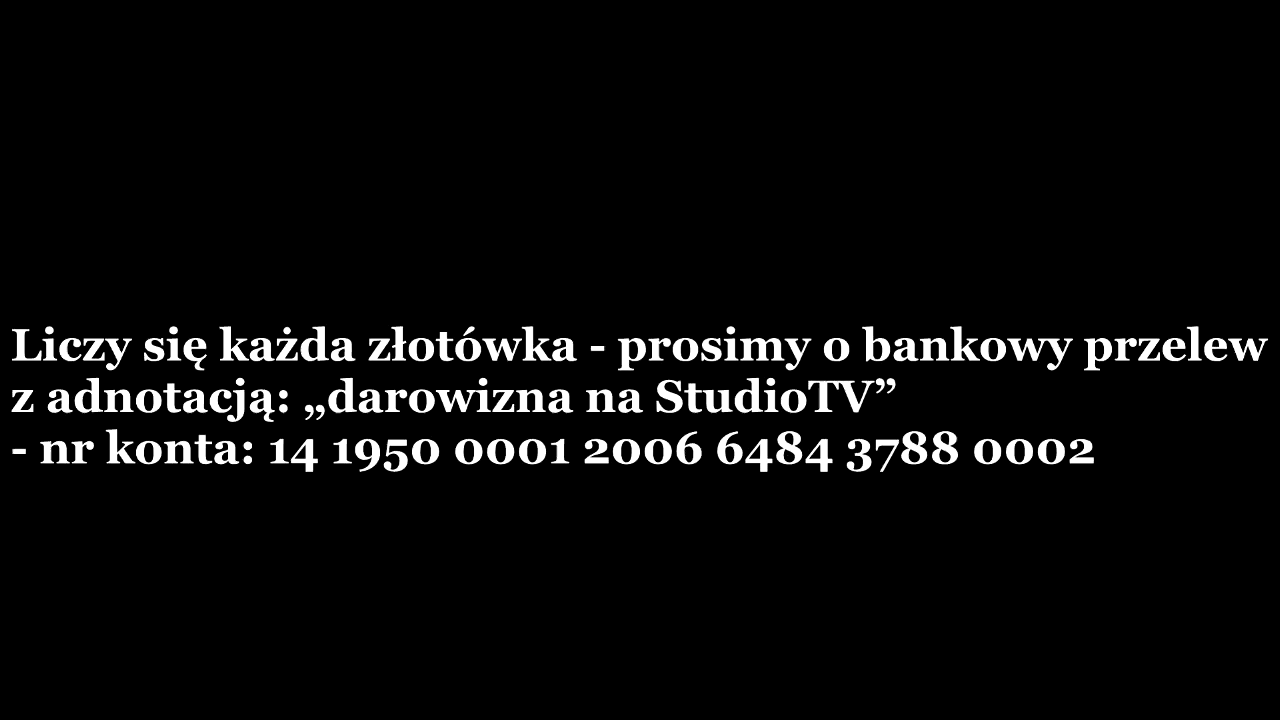 Liczy się każda złotówka - prosimy o bankowy przelew
z adnotacją: „darowizna na StudioTV”
- nr konta: 14 1950 0001 2006 6484 3788 0002